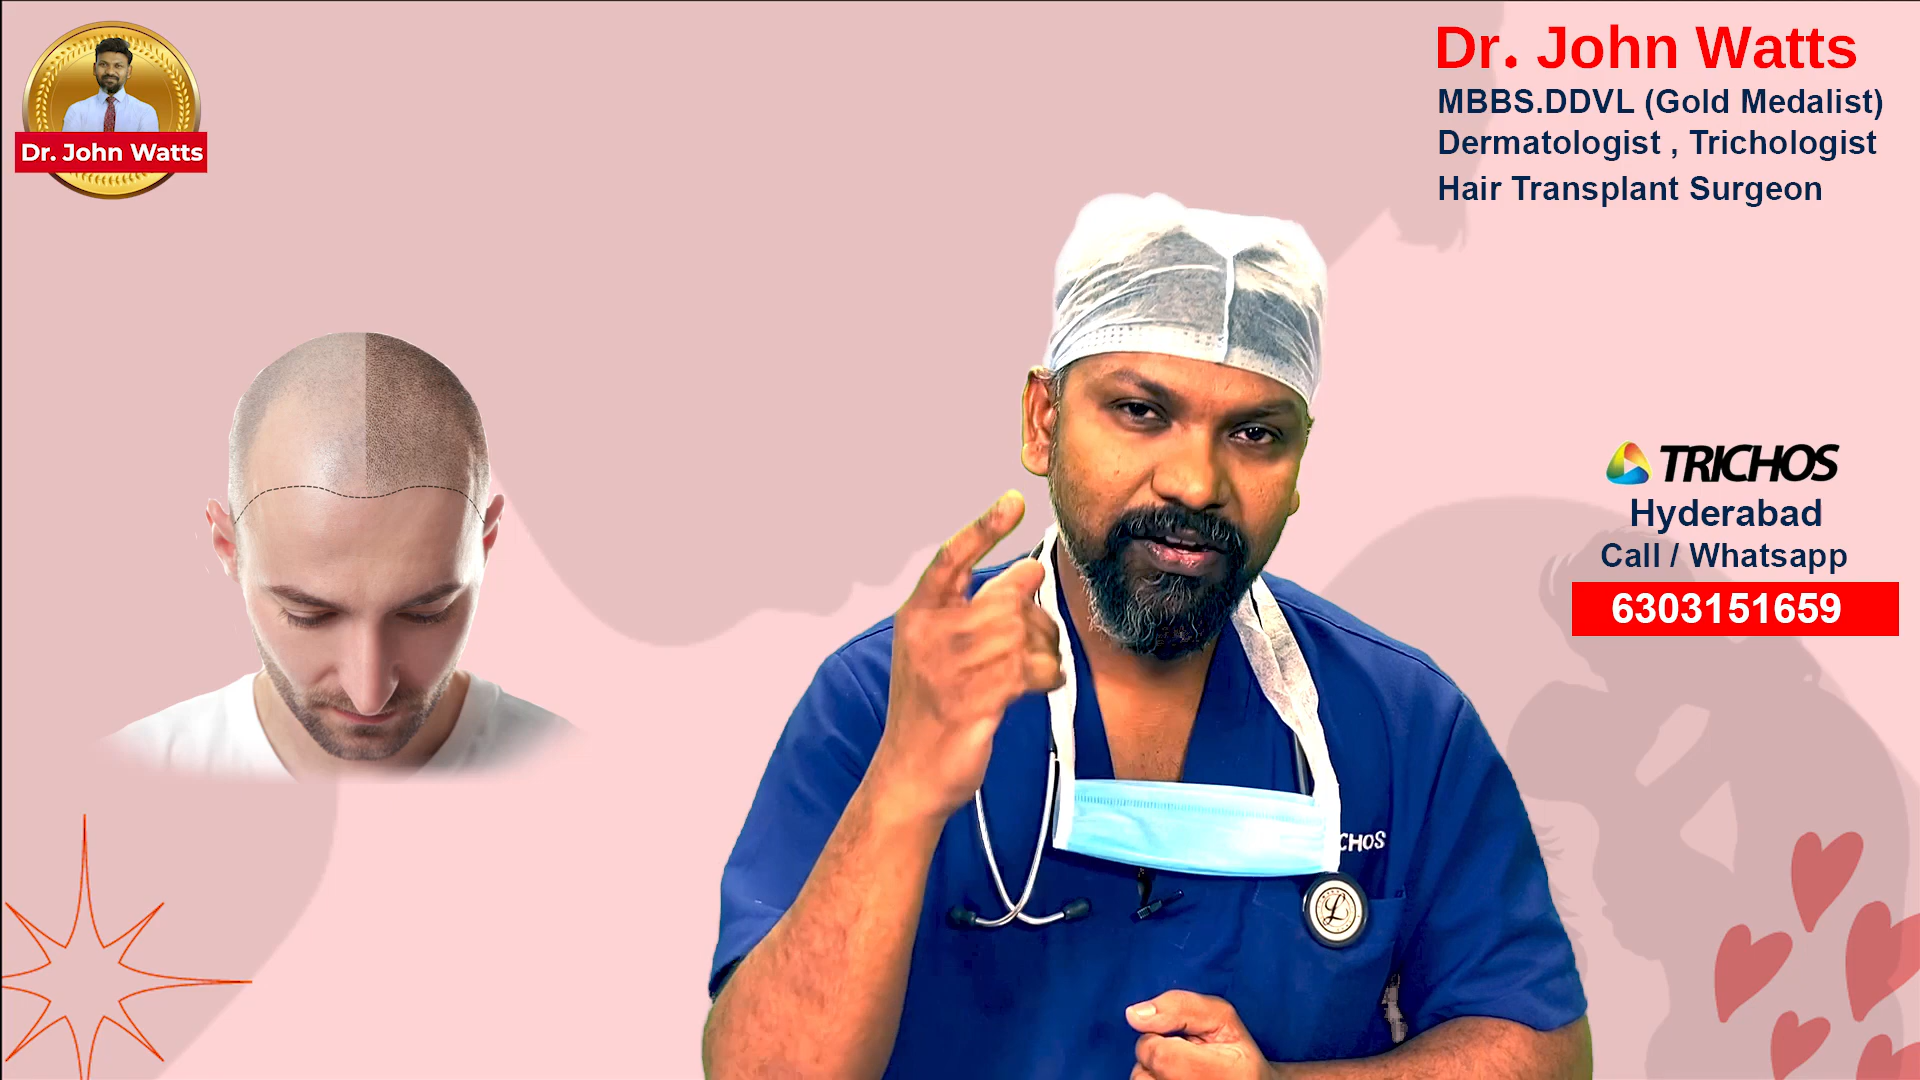 Dr. John Watts
Dr. John Watts
MBBS.DDVL (Gold Medalist)
Dermatologist , Trichologist
Hair Transplant Surgeon
TRICHOS
Hyderabad
Call / Whatsapp
6303151659
CHOS
L